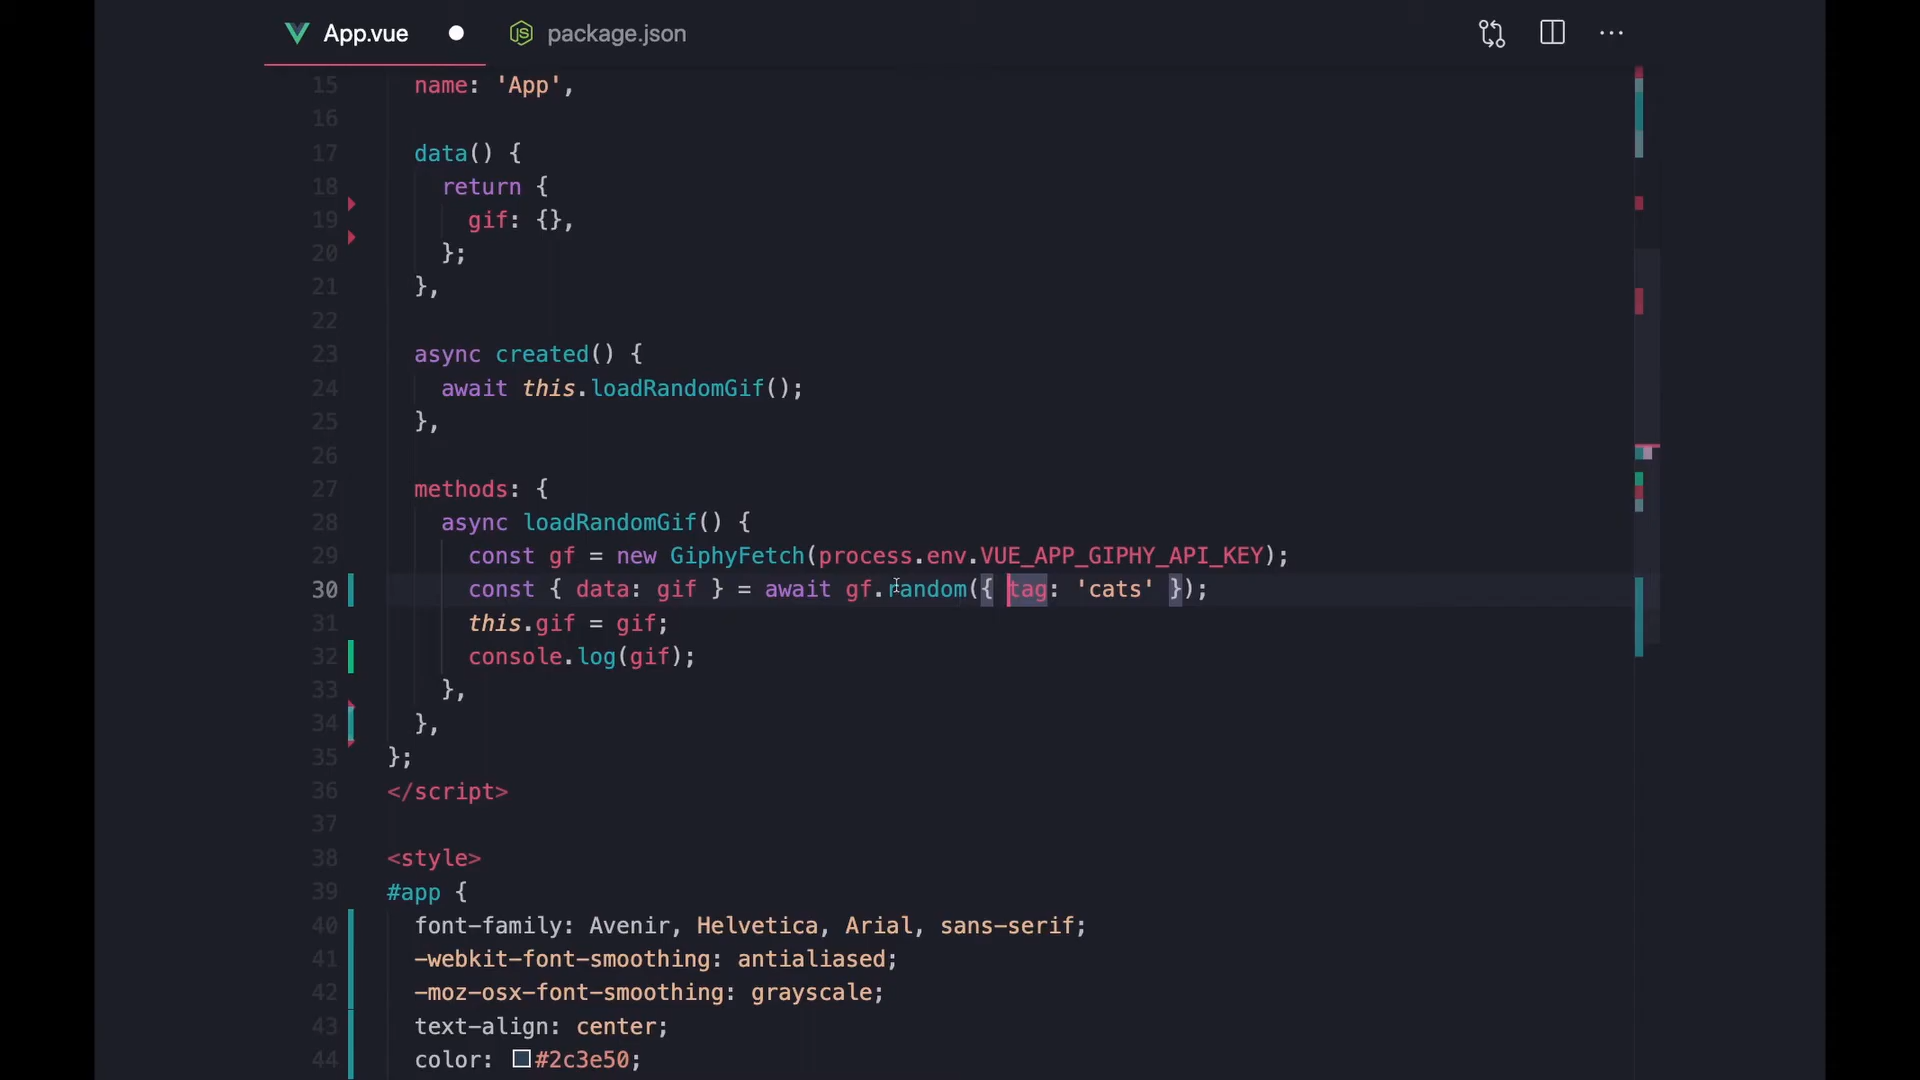 App.vue
package.json
15 name: 'App',
16
17 data() {
18 return {
19 gif: {},
20 };
21 },
22
23 async created() {
24 await this.loadRandomGif();
25 },
26
27 methods: {
28 async loadRandomGif() {
29 const gf = new GiphyFetch(process.env.VUE_APP_GIPHY_API_KEY);
30 const { data: gif } = await gf.random({ tag: 'cats' });
31 this.gif = gif;
32 console.log(gif);
33 },
34 },
35 };
36 </script>
37
38 <style>
39 #app {
40 font-family: Avenir, Helvetica, Arial, sans-serif;
41 -webkit-font-smoothing: antialiased;
42 -moz-osx-font-smoothing: grayscale;
43 text-align: center;
44 color: #2c3e50;